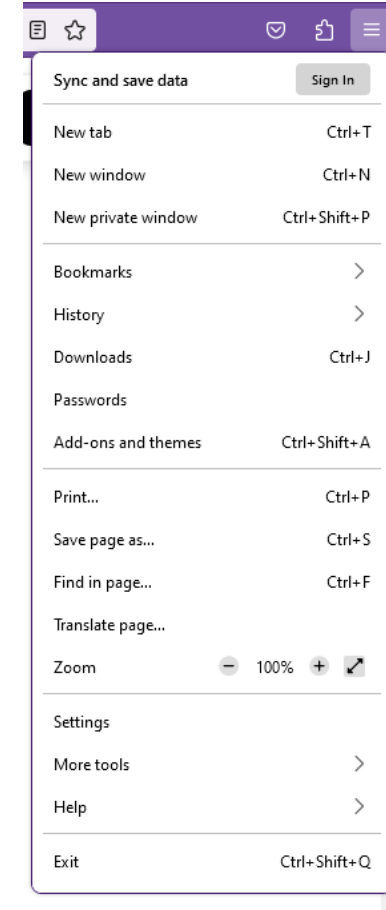 Sync and save data Sign In
New tab Ctrl+T
New window Ctrl+N
New private window Ctrl+Shift+P
Bookmarks
History
Downloads Ctrl+J
Passwords
Add-ons and themes Ctrl+Shift+A
Print... Ctrl+P
Save page as... Ctrl+S
Find in page... Ctrl+F
Translate page...
Zoom 100%
Settings
More tools
Help
Exit Ctrl+Shift+Q